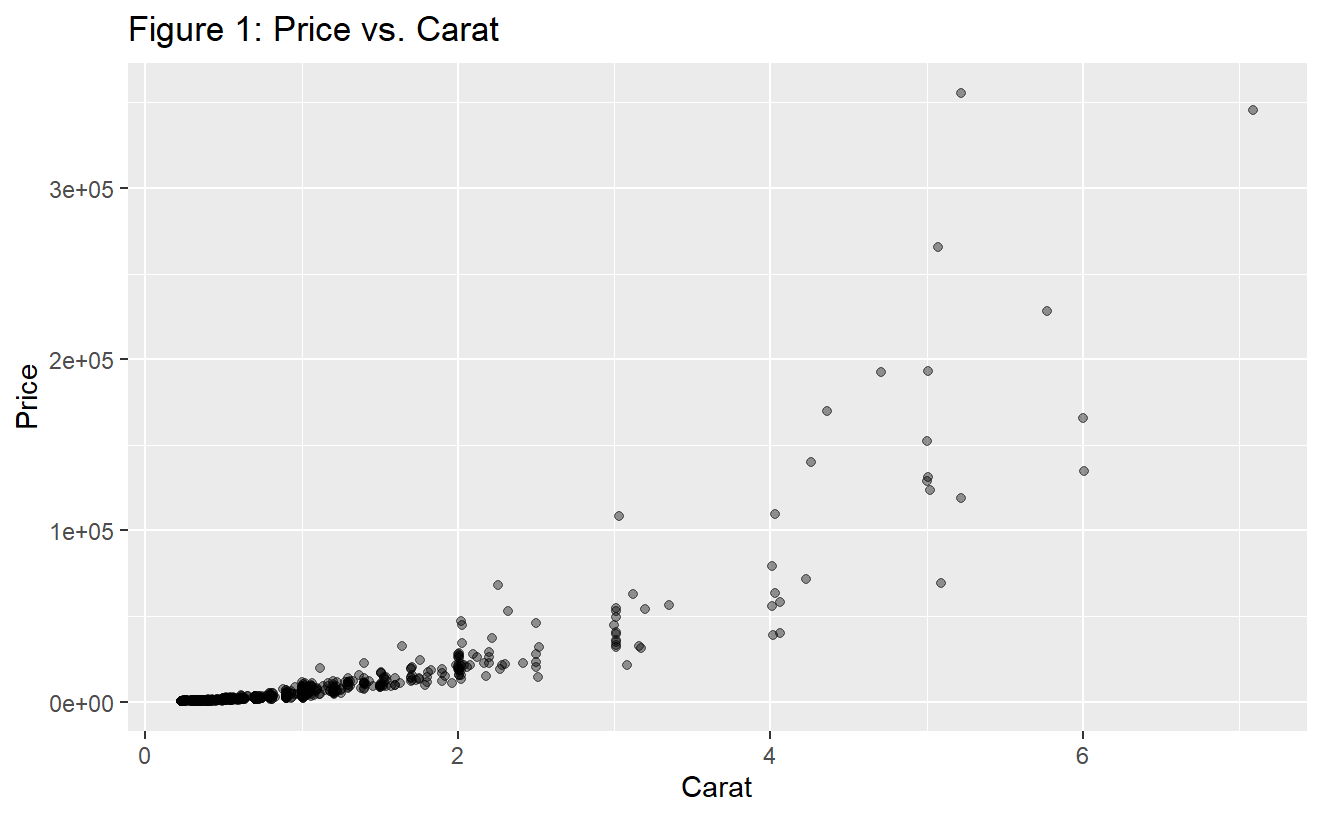 Figure 1: Price vs. Carat
3e+05
2e+05
1e+05
0e+00
Price
0 2 4 6
Carat